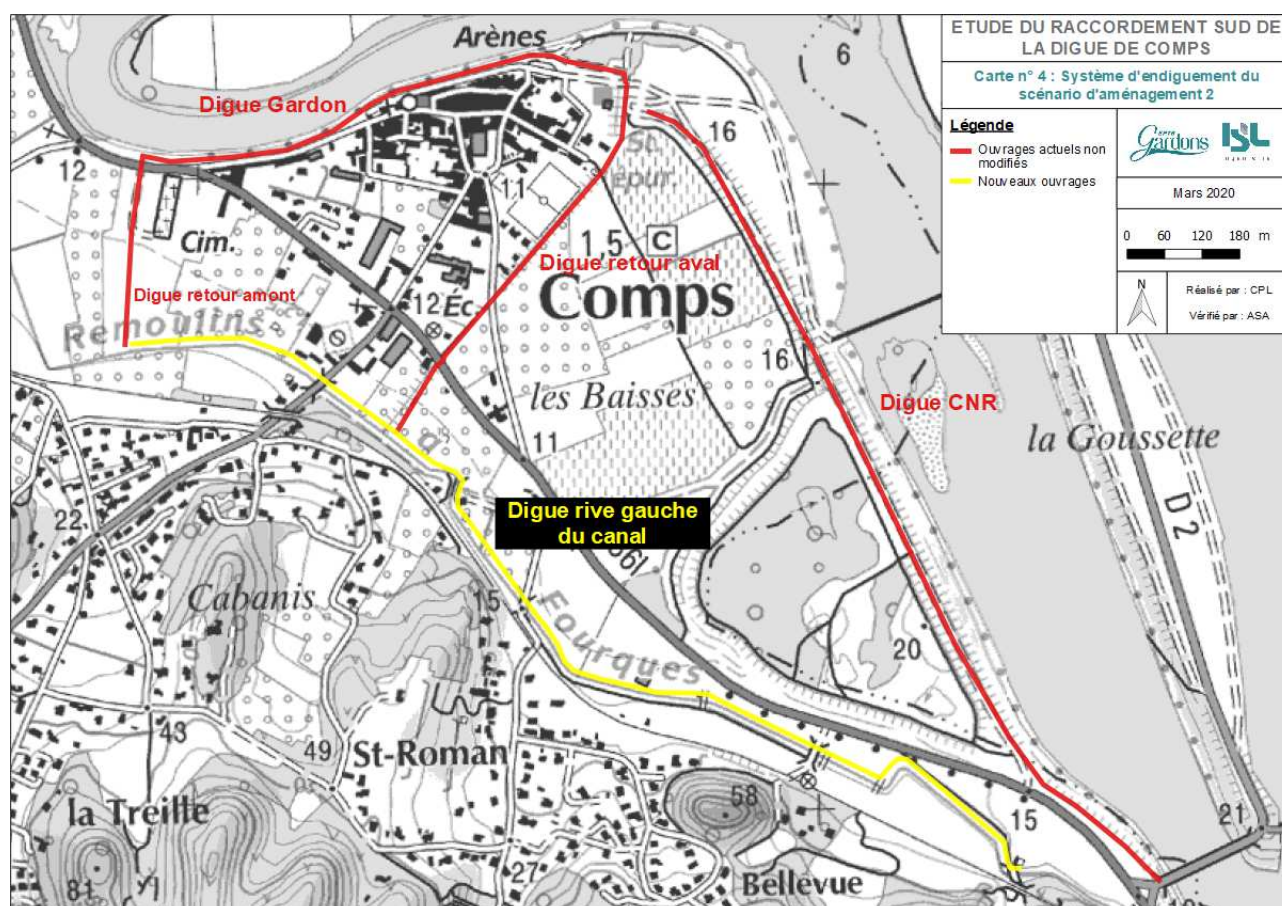 ETUDE DU RACCORDEMENT SUD DE
LA DIGUE DE COMPS
Carte n° 4 : Système d'endiguement du
scénario d'aménagement 2
Légende
Ouvrages actuels non
modifiés
Nouveaux ouvrages
Gardons
ISL
Mars 2020
0 60 120 180 m
N
Réalisé par : CPL
Vérifié par : ASA
Arènes
6
Digue Gardon
16
12
11
Cim.
1,5
C
Digue retour aval
Comps
Digue retour amont
12
Éc.
Remoulins
16
les Baisses
Digue CNR
la Goussette
à
11
D 2
22
Digue rive gauche
du canal
Cabanis
15
Fourques
20
43
49
St-Roman
la Treille
58
15
21
27
Bellevue
81